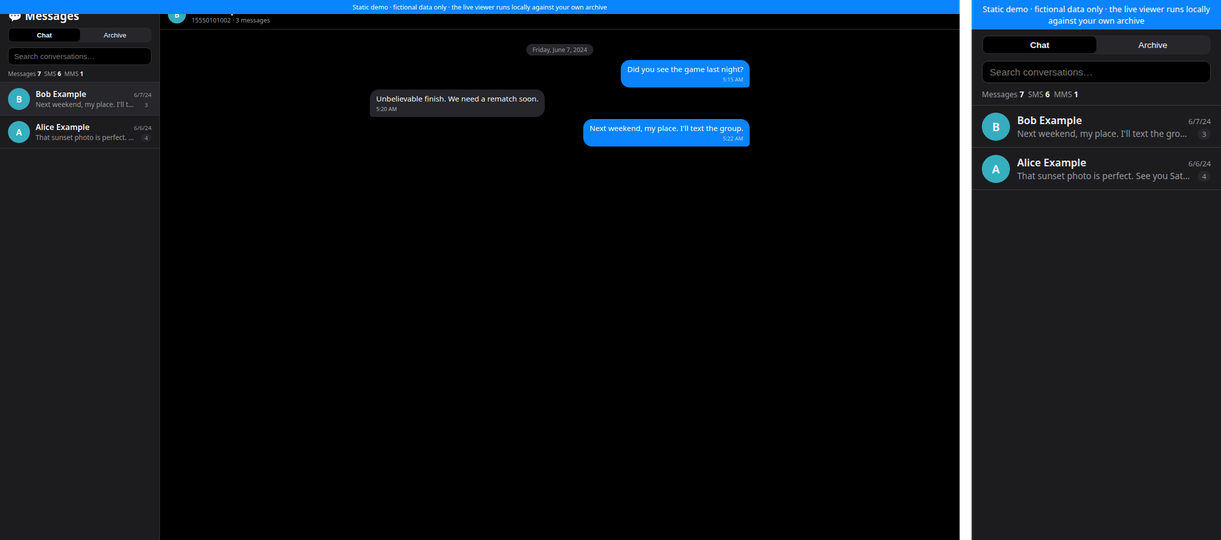 Static demo · fictional data only · the live viewer runs locally against your own archive
💬 Messages
Chat Archive
Search conversations…
Messages 7 SMS 6 MMS 1
B
Bob Example 6/7/24
Next weekend, my place. I'll t… 3
A
Alice Example 6/6/24
That sunset photo is perfect. … 4
B
15550101002 · 3 messages
Friday, June 7, 2024
Did you see the game last night?
5:15 AM
Unbelievable finish. We need a rematch soon.
5:20 AM
Next weekend, my place. I'll text the group.
5:22 AM
Static demo · fictional data only · the live viewer runs locally
against your own archive
Chat Archive
Search conversations…
Messages 7 SMS 6 MMS 1
B
Bob Example 6/7/24
Next weekend, my place. I'll text the gro… 3
A
Alice Example 6/6/24
That sunset photo is perfect. See you Sat… 4